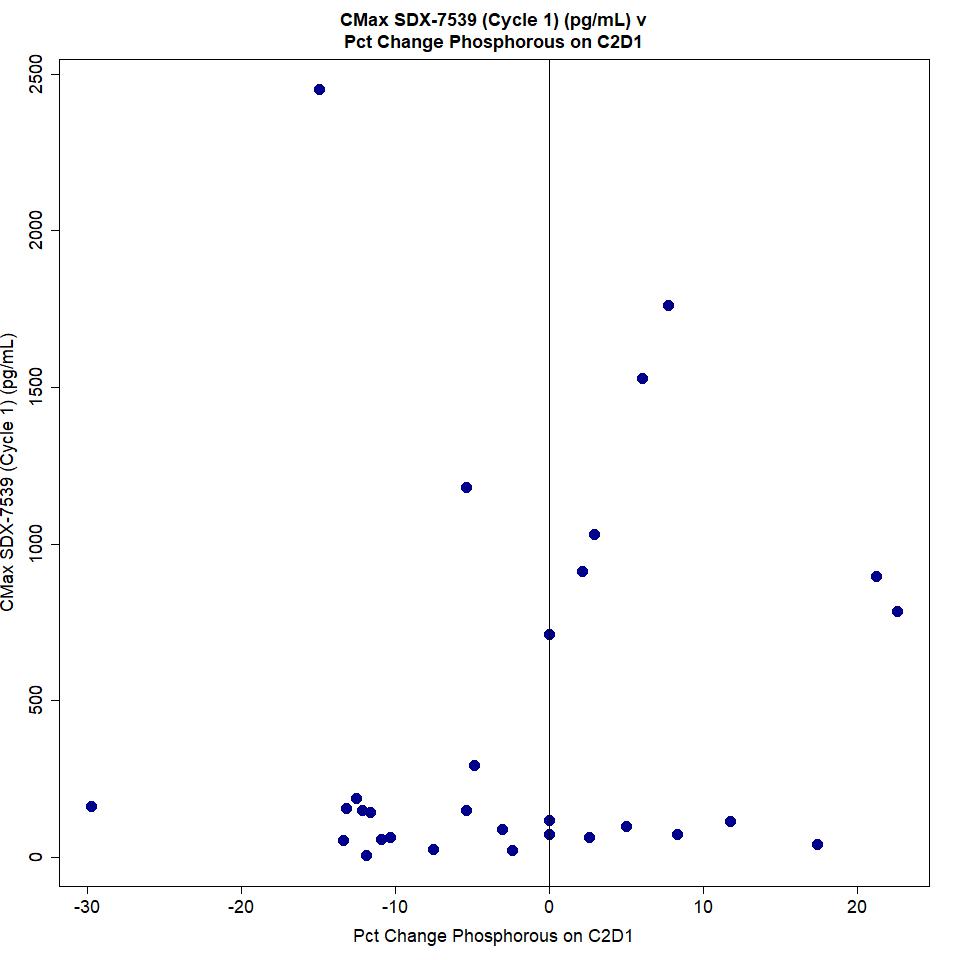 CMax SDX-7539 (Cycle 1) (pg/mL) v
Pct Change Phosphorous on C2D1
CMax SDX-7539 (Cycle 1) (pg/mL)
2500
2000
1500
1000
500
0
-30 -20 -10 0 10 20
Pct Change Phosphorous on C2D1